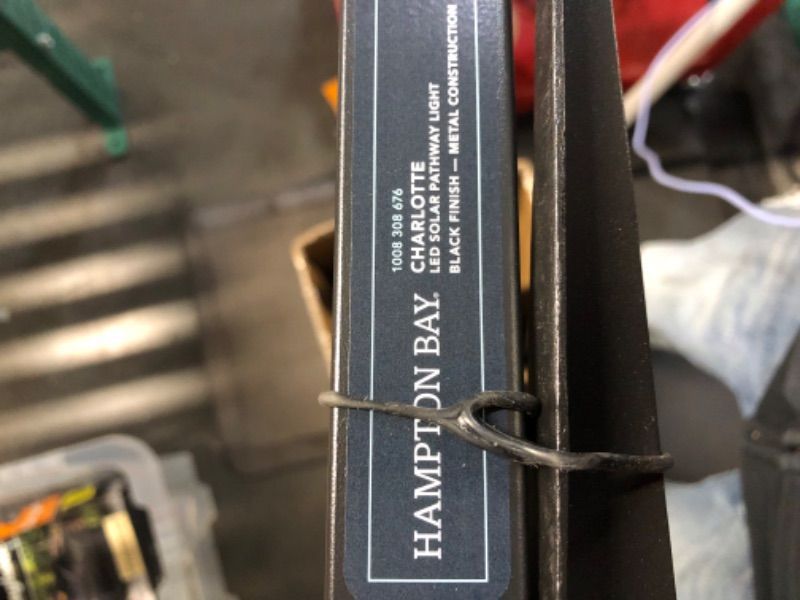 HAMPTON BAY®
1008 308 676
CHARLOTTE
LED SOLAR PATHWAY LIGHT
BLACK FINISH — METAL CONSTRUCTION